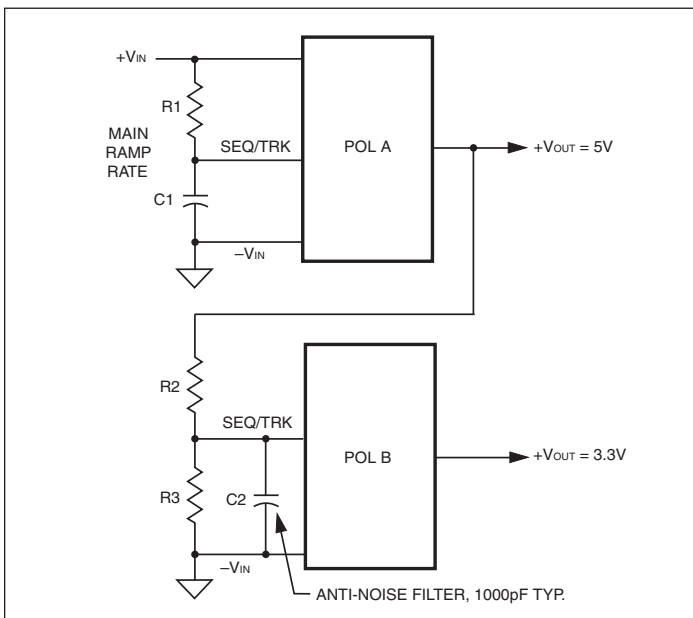 +VIN
R1
MAIN
RAMP
RATE
SEQ/TRK
POL A
+VOUT = 5V
C1
–VIN
R2
SEQ/TRK
POL B
+VOUT = 3.3V
R3
C2
–VIN
ANTI-NOISE FILTER, 1000pF TYP.